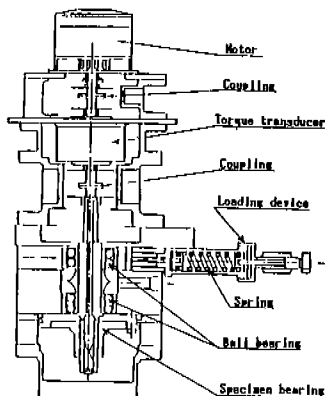 Motor
Coupling
Torque transducer
Coupling
Loading device
Spring
Ball bearing
Specimen bearing